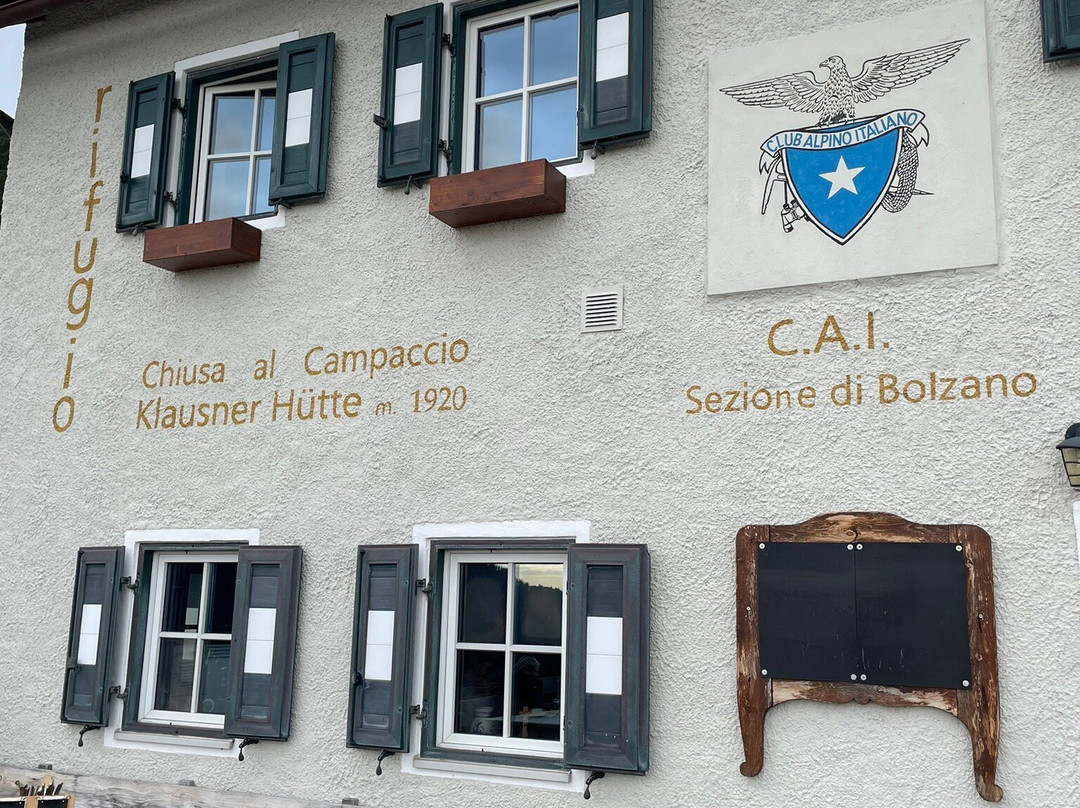 rifugio
Chiusa al Campaccio
Klausner Hütte m. 1920
CLUB ALPINO ITALIANO
C.A.I.
Sezione di Bolzano